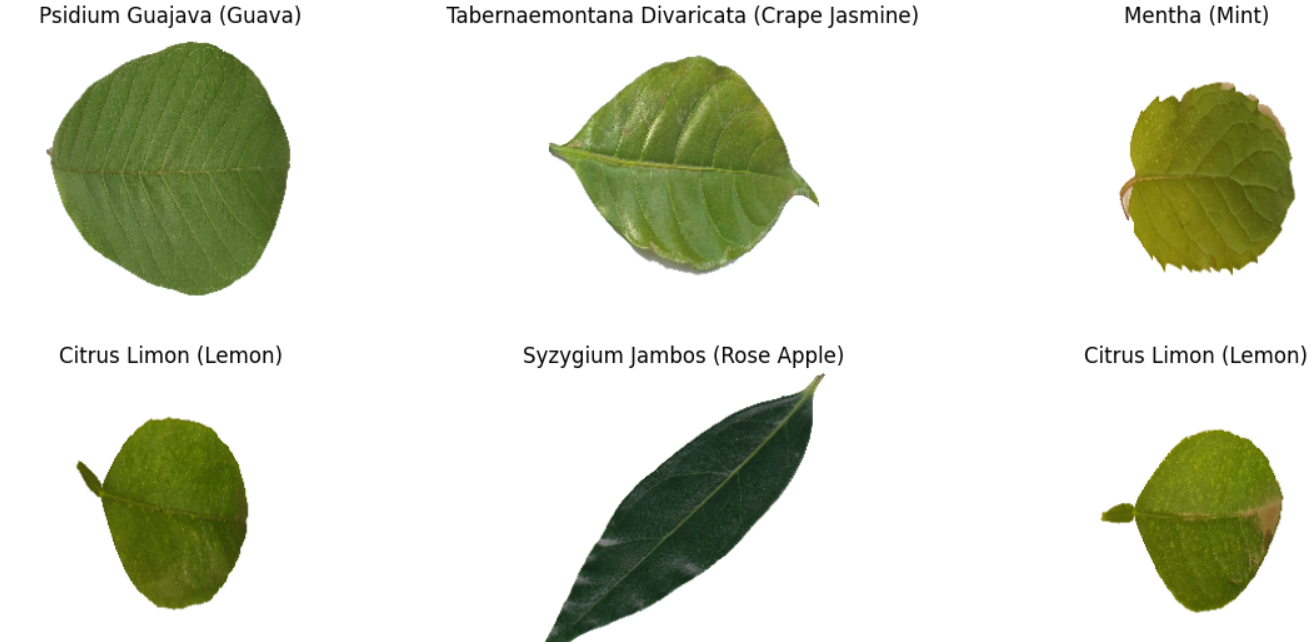 Psidium Guajava (Guava)
Tabernaemontana Divaricata (Crape Jasmine)
Mentha (Mint)
Citrus Limon (Lemon)
Syzygium Jambos (Rose Apple)
Citrus Limon (Lemon)